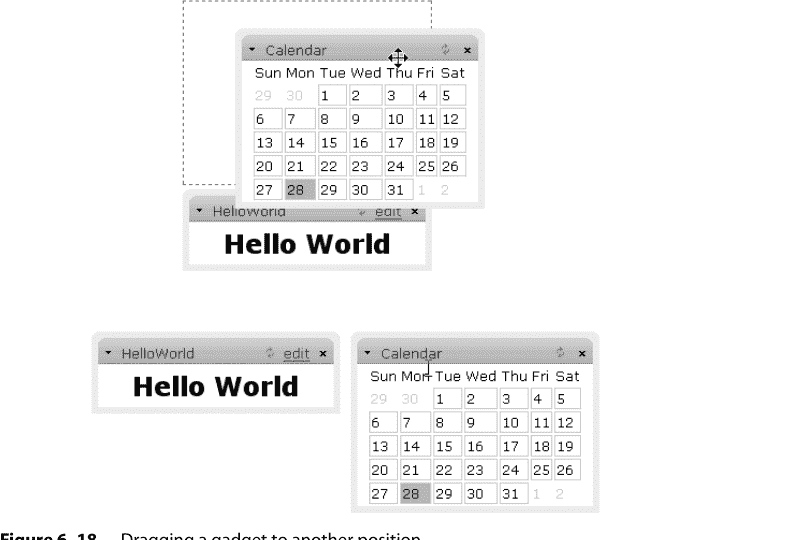 Calendar
Sun Mon Tue Wed Thu Fri Sat
29 30 1 2 3 4 5
6 7 8 9 10 11 12
13 14 15 16 17 18 19
20 21 22 23 24 25 26
27 28 29 30 31 1 2
HelloWorld edit
Hello World
HelloWorld edit
Hello World
Calendar
Sun Mon Tue Wed Thu Fri Sat
29 30 1 2 3 4 5
6 7 8 9 10 11 12
13 14 15 16 17 18 19
20 21 22 23 24 25 26
27 28 29 30 31 1 2
Figure 6-18 Dragging a gadget to another position